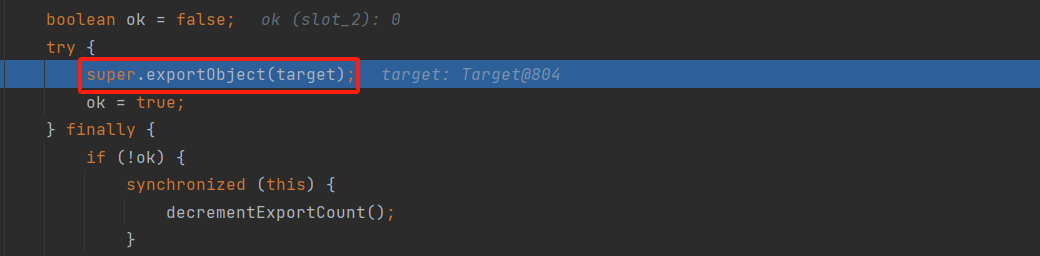 boolean ok = false;   ok (slot_2): 0
try {
    super.exportObject(target);   target: Target@804
    ok = true;
} finally {
    if (!ok) {
        synchronized (this) {
            decrementExportCount();
        }